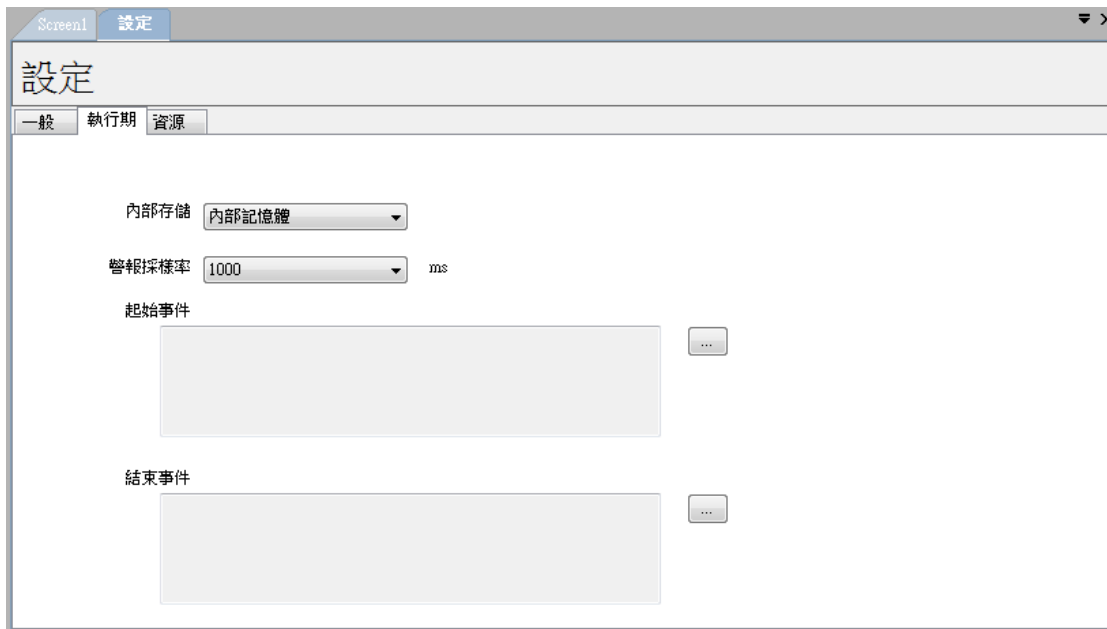 Screen1 設定
設定
一般 執行期 資源
內部存儲 內部記憶體
警報採樣率 1000 ms
起始事件
...
結束事件
...